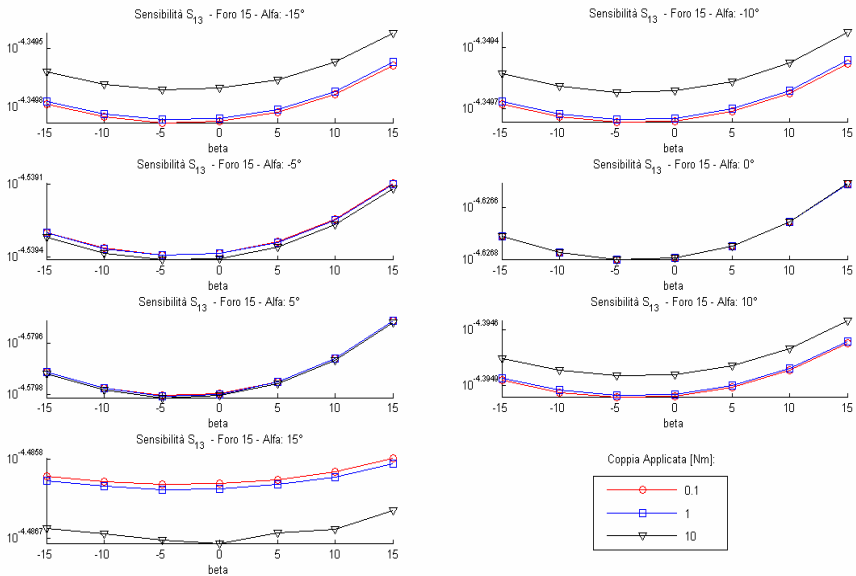 Sensibilità S13 - Foro 15 - Alfa: -15°
10^-4.3495
10^-4.3498
-15 -10 -5 0 5 10 15
beta
Sensibilità S13 - Foro 15 - Alfa: -10°
10^-4.3494
10^-4.3497
-15 -10 -5 0 5 10 15
beta
Sensibilità S13 - Foro 15 - Alfa: -5°
10^-4.5391
10^-4.5394
-15 -10 -5 0 5 10 15
beta
Sensibilità S13 - Foro 15 - Alfa: 0°
10^-4.6266
10^-4.6268
-15 -10 -5 0 5 10 15
beta
Sensibilità S13 - Foro 15 - Alfa: 5°
10^-4.5796
10^-4.5798
-15 -10 -5 0 5 10 15
beta
Sensibilità S13 - Foro 15 - Alfa: 10°
10^-4.3946
10^-4.3949
-15 -10 -5 0 5 10 15
beta
Sensibilità S13 - Foro 15 - Alfa: 15°
10^-4.4858
10^-4.4867
-15 -10 -5 0 5 10 15
beta
Coppia Applicata [Nm]:
0.1
1
10